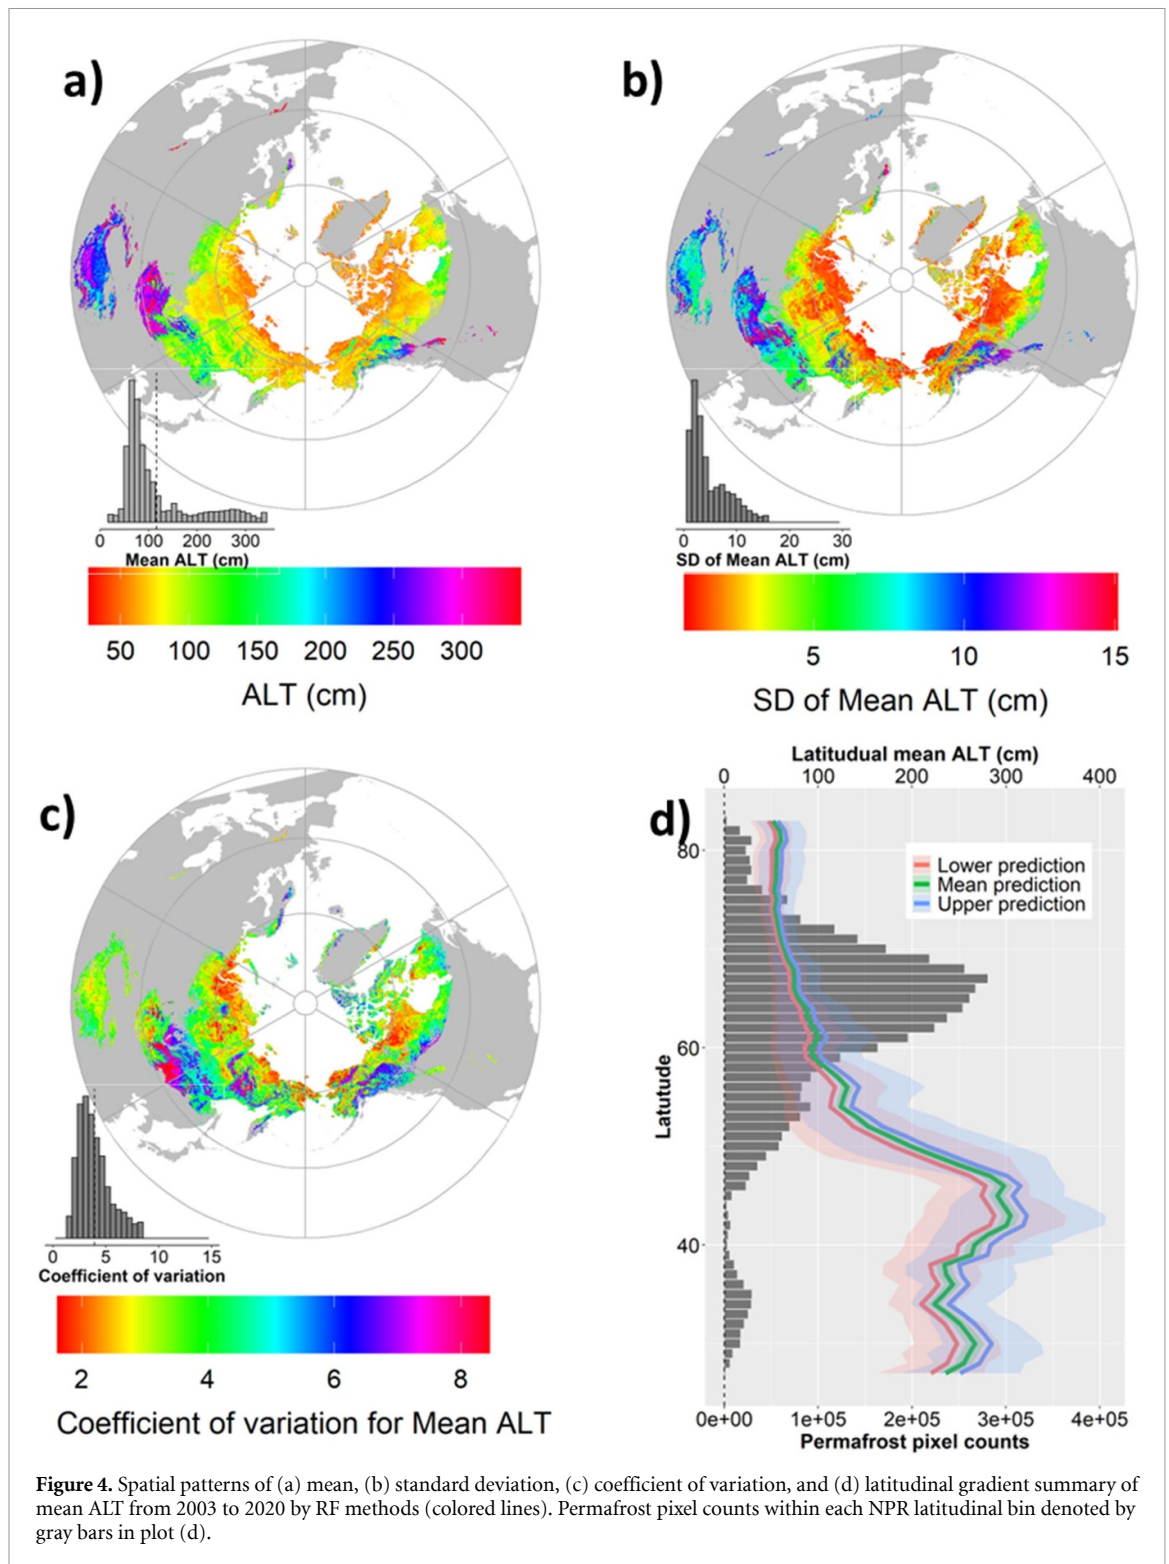 a)
b)
0 100 200 300
Mean ALT (cm)
0 10 20 30
SD of Mean ALT (cm)
50 100 150 200 250 300
ALT (cm)
5 10 15
SD of Mean ALT (cm)
c)
0 5 10 15
Coefficient of variation
2 4 6 8
Coefficient of variation for Mean ALT
Latitudual mean ALT (cm)
0 100 200 300 400
d)
80
Lower prediction
Mean prediction
Upper prediction
60
Latutude
40
0e+00 1e+05 2e+05 3e+05 4e+05
Permafrost pixel counts
Figure 4. Spatial patterns of (a) mean, (b) standard deviation, (c) coefficient of variation, and (d) latitudinal gradient summary of
mean ALT from 2003 to 2020 by RF methods (colored lines). Permafrost pixel counts within each NPR latitudinal bin denoted by
gray bars in plot (d).